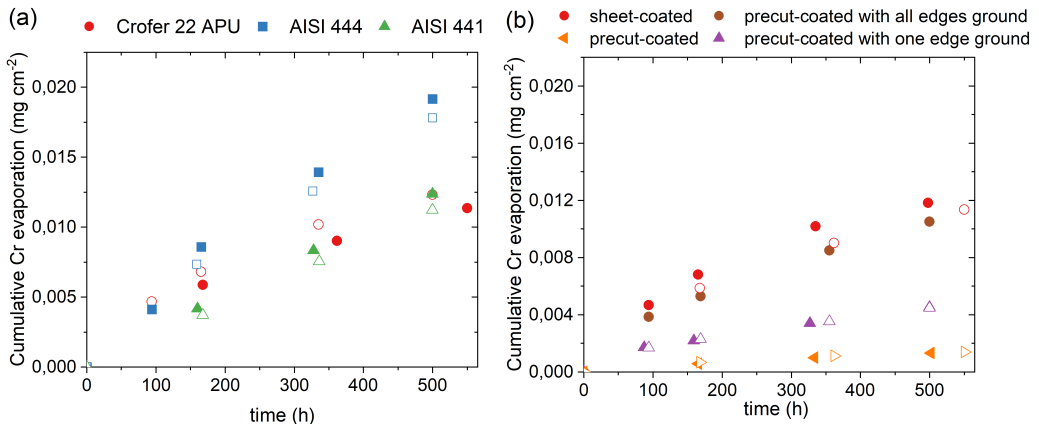 (a)
Crofer 22 APU AISI 444 AISI 441
Cumulative Cr evaporation (mg cm⁻²)
0,020
0,015
0,010
0,005
0,000
0 100 200 300 400 500
time (h)
(b)
sheet-coated precut-coated with all edges ground
precut-coated precut-coated with one edge ground
Cumulative Cr evaporation (mg cm⁻²)
0,020
0,016
0,012
0,008
0,004
0,000
0 100 200 300 400 500
time (h)